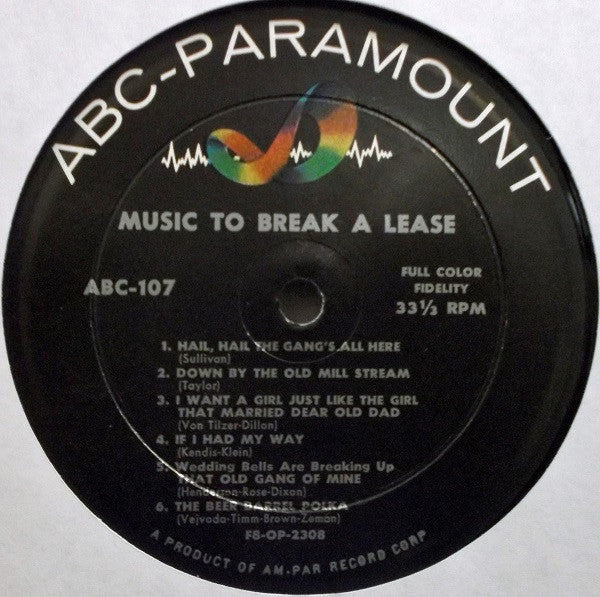 ABC-PARAMOUNT
MUSIC TO BREAK A LEASE
ABC-107
FULL COLOR
FIDELITY
33⅓ RPM
1. HAIL, HAIL THE GANG'S ALL HERE
(Sullivan)
2. DOWN BY THE OLD MILL STREAM
(Taylor)
3. I WANT A GIRL JUST LIKE THE GIRL
THAT MARRIED DEAR OLD DAD
(Von Tilzer-Dillon)
4. IF I HAD MY WAY
(Kendis-Klein)
5. Wedding Bells Are Breaking Up
THAT OLD GANG OF MINE
(Henderson-Rose-Dixon)
6. THE BEER BARREL POLKA
(Vejvoda-Timm-Brown-Zeman)
F8-OP-2308
A PRODUCT OF AM-PAR RECORD CORP